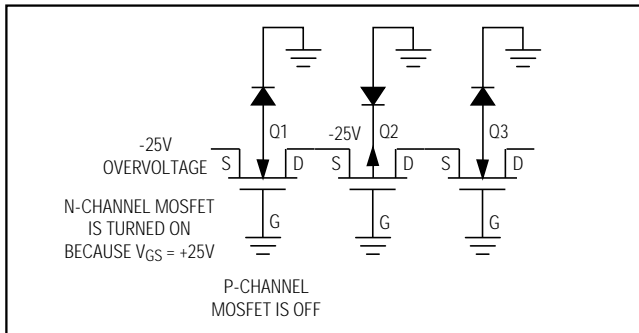 Q1
-25V
Q2
Q3
-25V
OVERVOLTAGE
S
D
S
D
S
D
N-CHANNEL MOSFET
IS TURNED ON
BECAUSE VGS = +25V
G
G
G
P-CHANNEL
MOSFET IS OFF